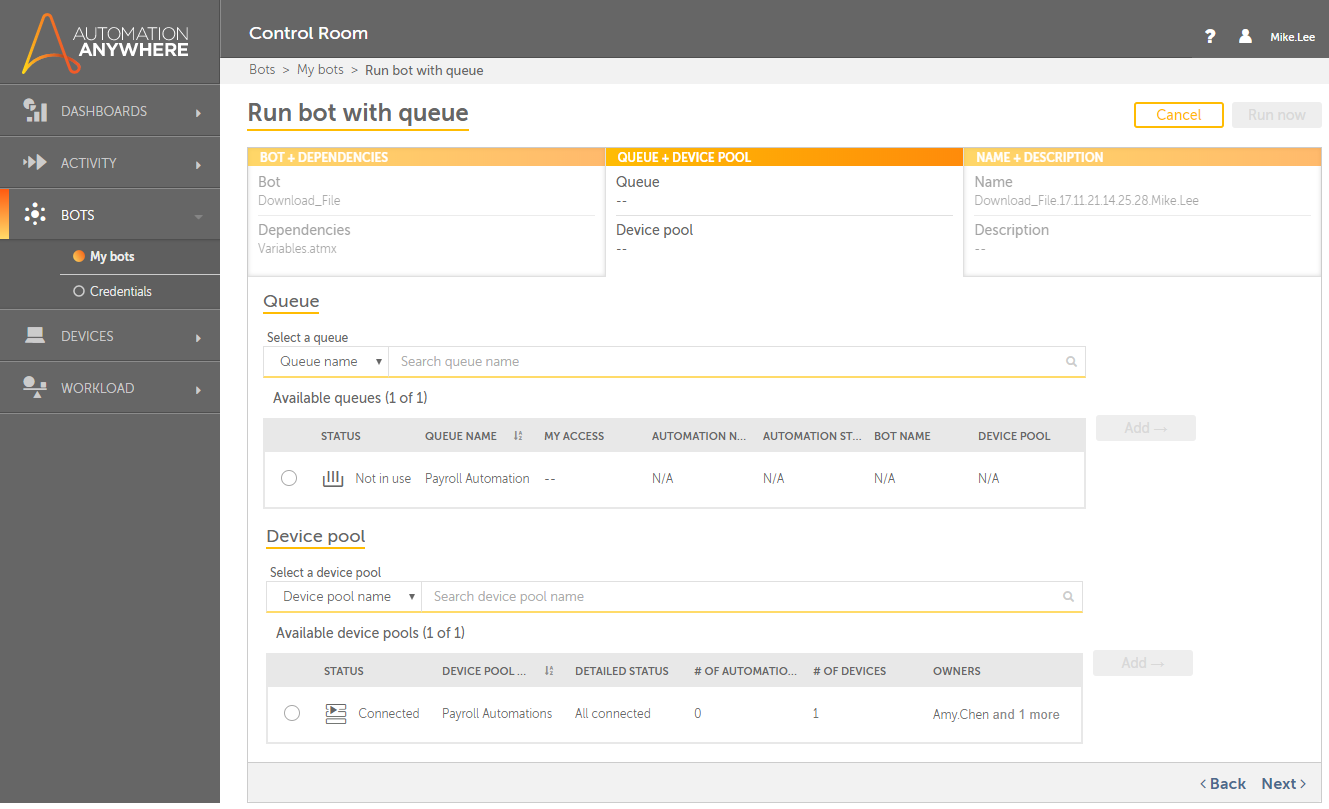 AUTOMATION
ANYWHERE
Control Room
? Mike.Lee
Bots > My bots > Run bot with queue
DASHBOARDS
ACTIVITY
BOTS
My bots
Credentials
DEVICES
WORKLOAD
Run bot with queue
Cancel Run now
BOT + DEPENDENCIES
Bot
Download_File
Dependencies
Variables.atmx
QUEUE + DEVICE POOL
Queue
--
Device pool
--
NAME + DESCRIPTION
Name
Download_File.17.11.21.14.25.28.Mike.Lee
Description
--
Queue
Select a queue
Queue name Search queue name
Available queues (1 of 1)
STATUS QUEUE NAME MY ACCESS AUTOMATION N... AUTOMATION ST... BOT NAME DEVICE POOL
Not in use Payroll Automation -- N/A N/A N/A N/A
Add →
Device pool
Select a device pool
Device pool name Search device pool name
Available device pools (1 of 1)
STATUS DEVICE POOL ... DETAILED STATUS # OF AUTOMATIO... # OF DEVICES OWNERS
Connected Payroll Automations All connected 0 1 Amy.Chen and 1 more
Add →
< Back Next >